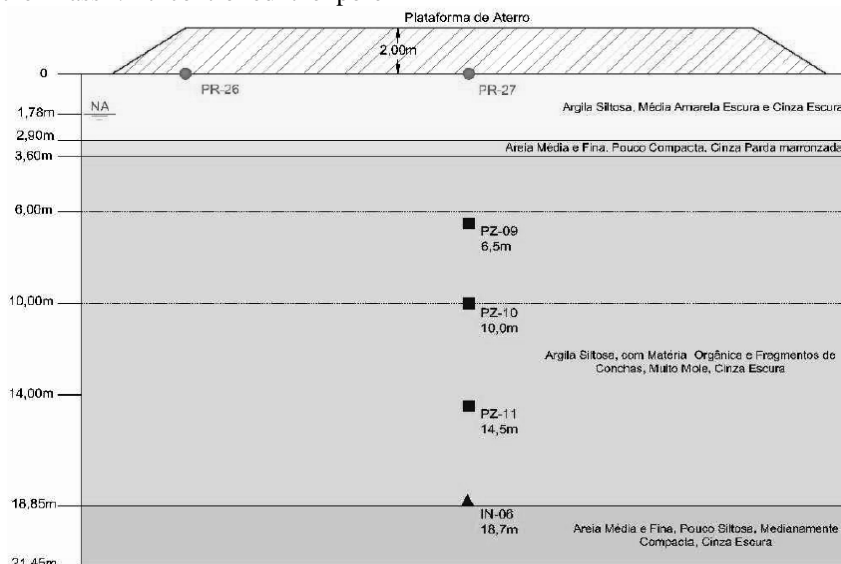 Plataforma de Aterro
2,00m
0
PR-26
PR-27
NA
1,78m
Argila Siltosa, Média Amarela Escura e Cinza Escura
2,90m
Areia Média e Fina, Pouco Compacta, Cinza Parda marronzada
3,60m
6,00m
PZ-09
6,5m
10,00m
PZ-10
10,0m
Argila Siltosa, com Matéria Orgânica e Fregmentos de
Conchas, Muito Mole, Cinza Escura
14,00m
PZ-11
14,5m
18,85m
IN-06
18,7m
Areia Média e Fina, Pouco Siltosa, Medianamente
Compacta, Cinza Escura
21,45m